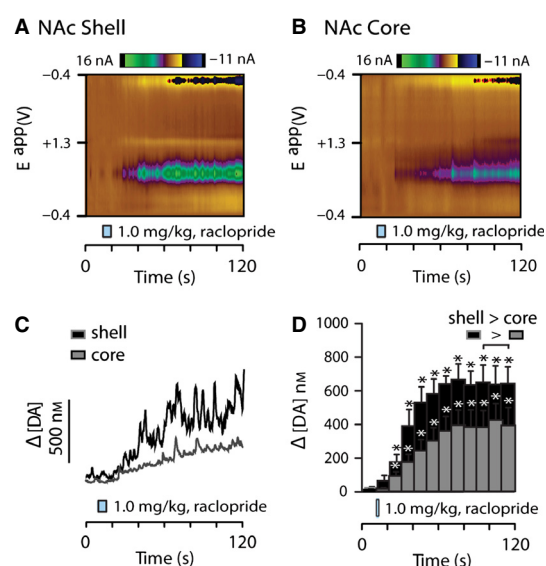 A NAc Shell
16 nA
−11 nA
−0.4
+1.3
−0.4
E app(V)
1.0 mg/kg, raclopride
0
120
Time (s)
B NAc Core
16 nA
−11 nA
−0.4
+1.3
−0.4
E app(V)
1.0 mg/kg, raclopride
0
120
Time (s)
C
shell
core
Δ [DA]
500 nM
1.0 mg/kg, raclopride
0
120
Time (s)
D
shell > core
>
1000
800
600
400
200
0
Δ [DA] nM
* * * * * * * * * *
* * * * * * * * *
1.0 mg/kg, raclopride
0
120
Time (s)